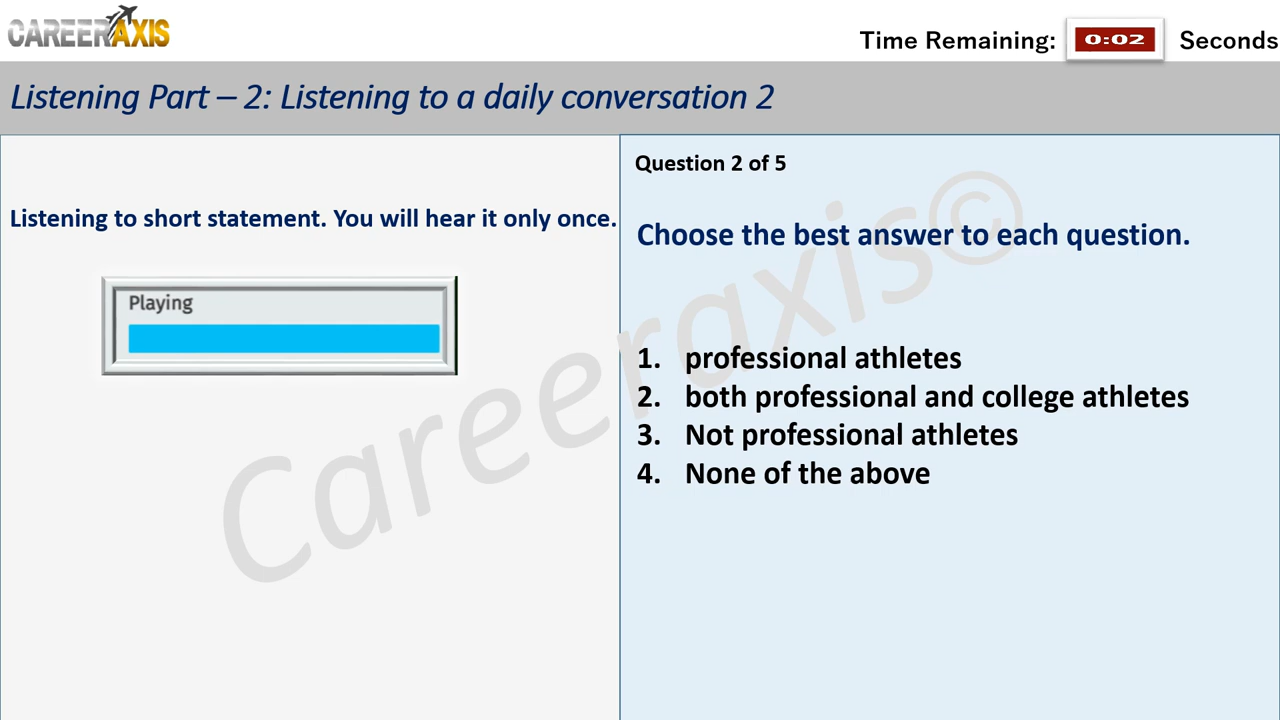 CAREERAXIS
Time Remaining: 0:02 Seconds
Listening Part – 2: Listening to a daily conversation 2
Listening to short statement. You will hear it only once.
Playing
Question 2 of 5
Choose the best answer to each question.
1. professional athletes
2. both professional and college athletes
3. Not professional athletes
4. None of the above
Careeraxis©